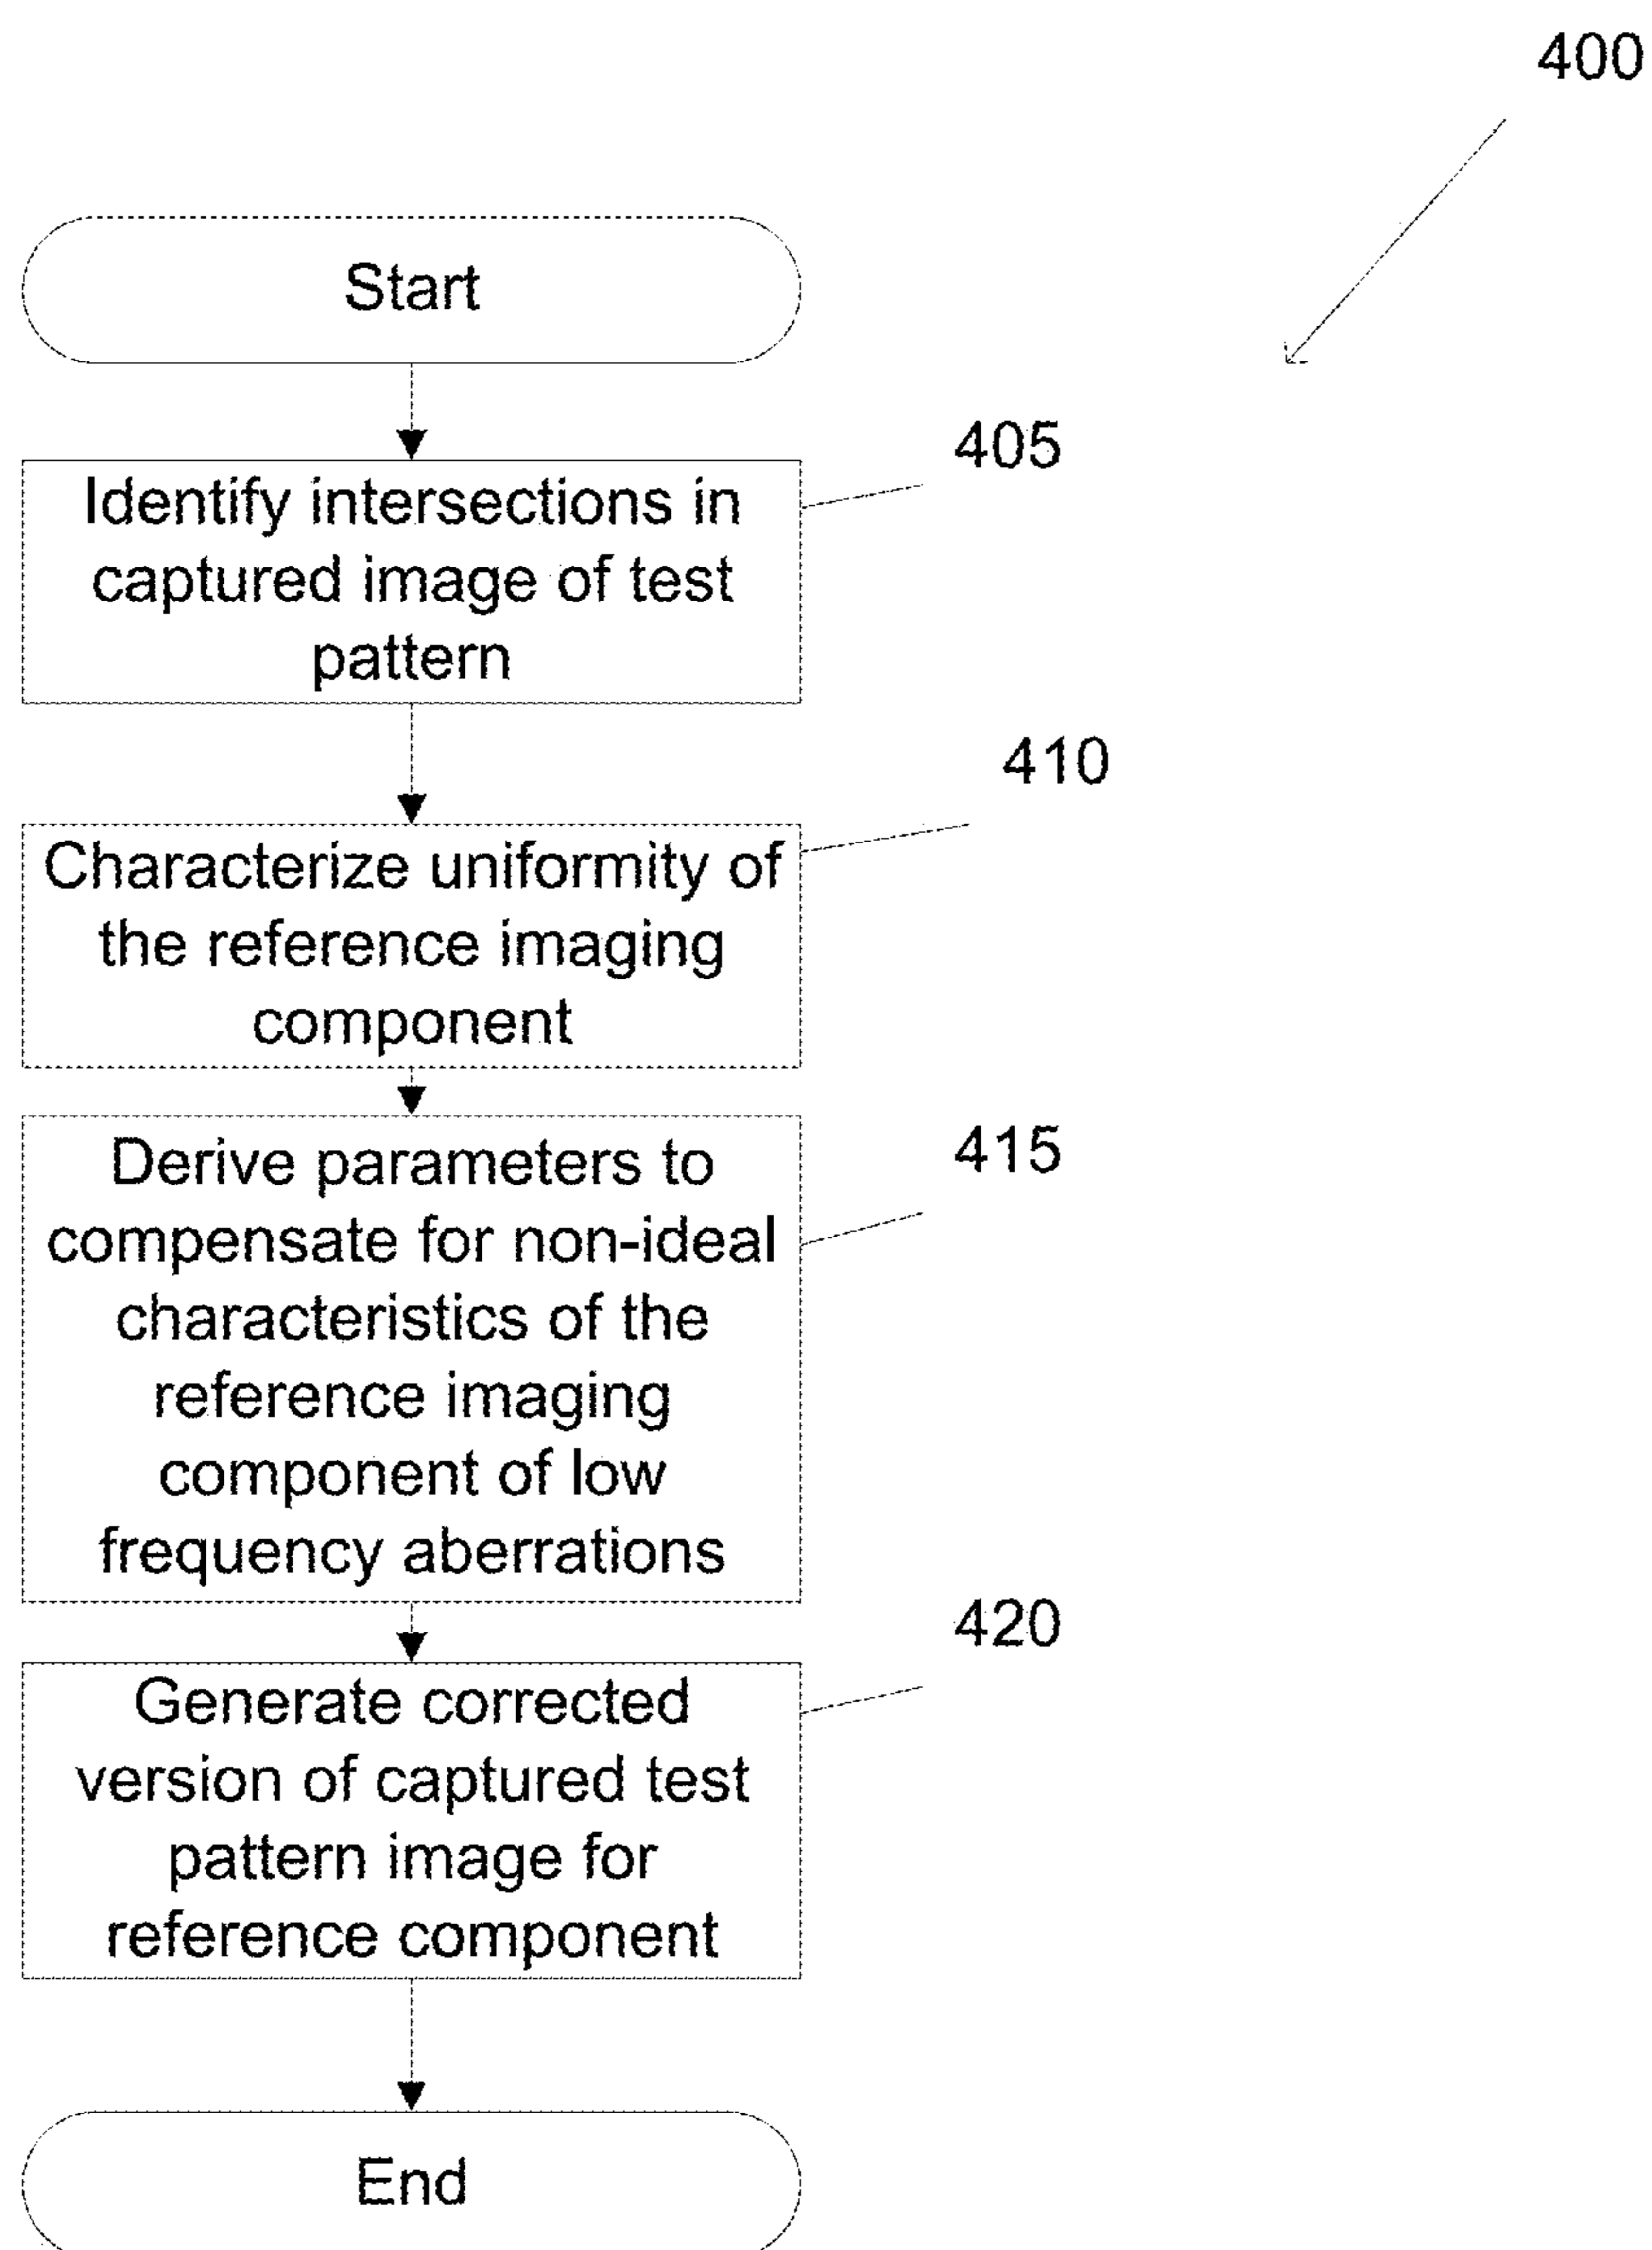 400
Start
405
Identify intersections in
captured image of test
pattern
410
Characterize uniformity of
the reference imaging
component
415
Derive parameters to
compensate for non-ideal
characteristics of the
reference imaging
component of low
frequency aberrations
420
Generate corrected
version of captured test
pattern image for
reference component
End